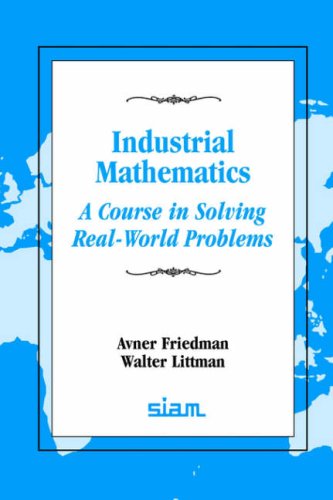 Industrial
Mathematics
A Course in Solving
Real-World Problems
Avner Friedman
Walter Littman
siam